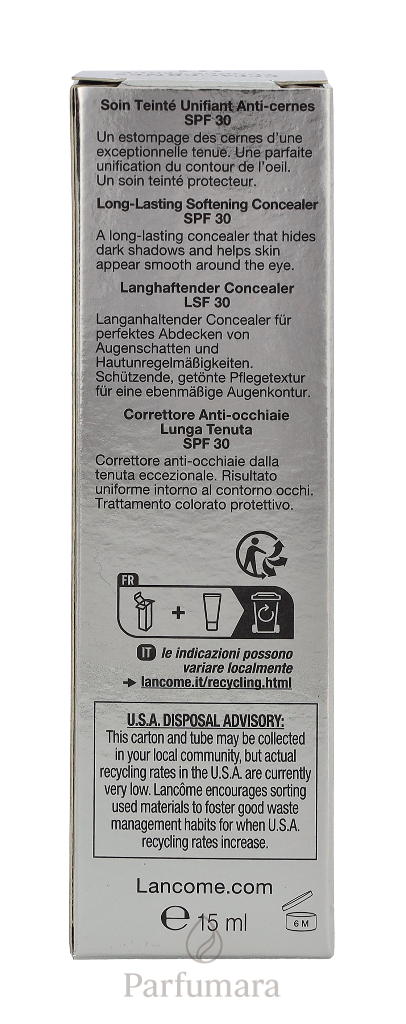 Soin Teinté Unifiant Anti-cernes
SPF 30
Un estompage des cernes d'une
exceptionnelle tenue. Une parfaite
unification du contour de l'oeil.
Un soin teinté protecteur.
Long-Lasting Softening Concealer
SPF 30
A long-lasting concealer that hides
dark shadows and helps skin
appear smooth around the eye.
Langhaftender Concealer
LSF 30
Langanhaltender Concealer für
perfektes Abdecken von
Augenschatten und
Hautunregelmäßigkeiten.
Schützende, getönte Pflegetextur
für eine ebenmäßige Augenkontur.
Correttore Anti-occhiaie
Lunga Tenuta
SPF 30
Correttore anti-occhiaie dalla
tenuta eccezionale. Risultato
uniforme intorno al contorno occhi.
Trattamento colorato protettivo.
FR
+
IT le indicazioni possono
variare localmente
➔ lancome.it/recycling.html
U.S.A. DISPOSAL ADVISORY:
This carton and tube may be collected
in your local community, but actual
recycling rates in the U.S.A. are currently
very low. Lancôme encourages sorting
used materials to foster good waste
management habits for when U.S.A.
recycling rates increase.
Lancome.com
℮ 15 ml
6 M
Parfumara